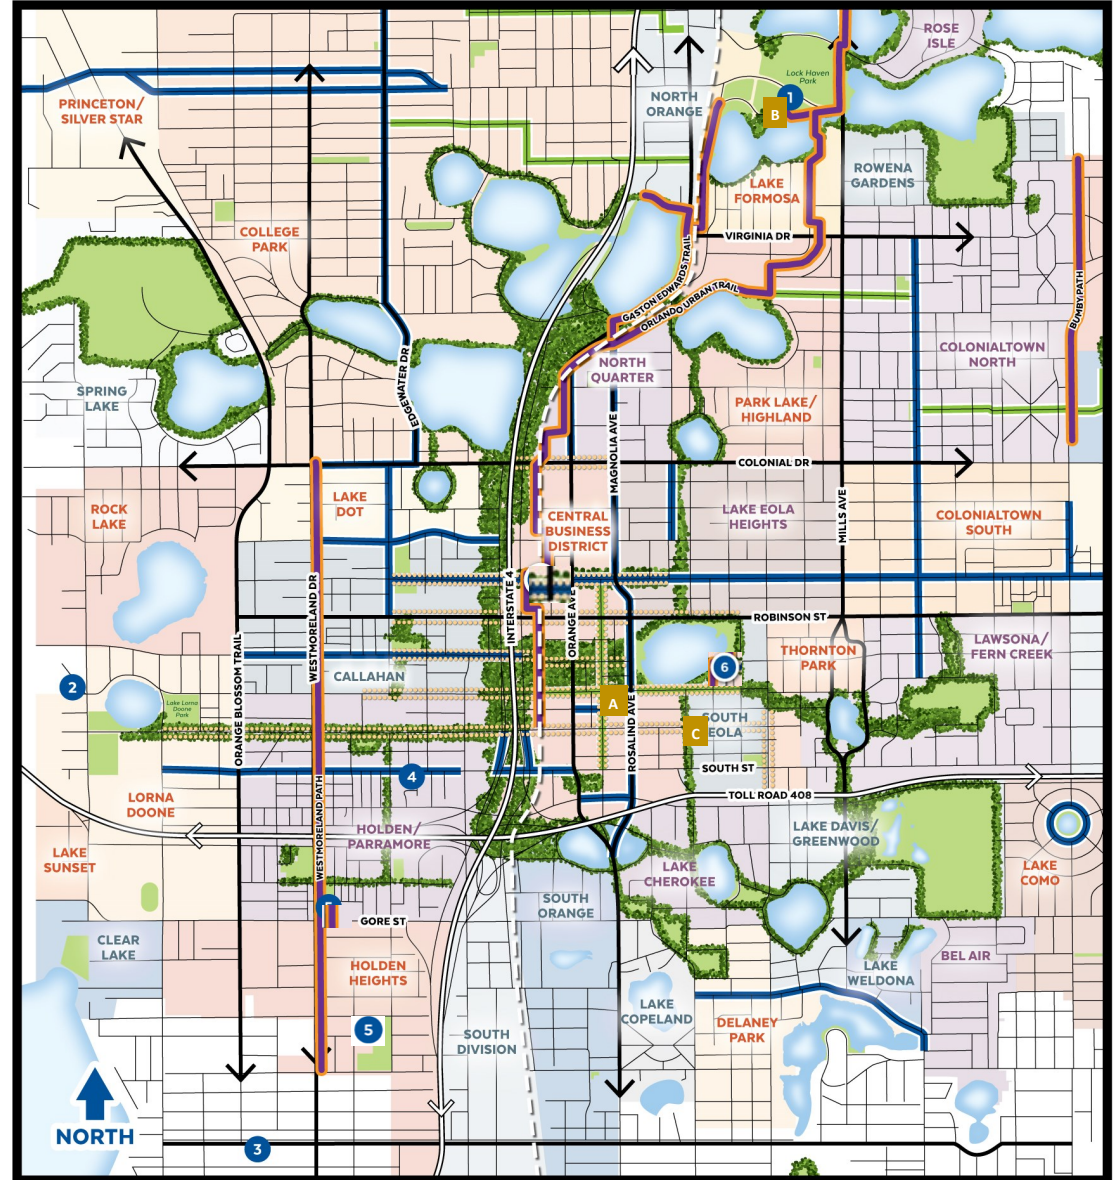 ROSE
ISLE
Lock Haven
Park
1
B
NORTH
ORANGE
PRINCETON/
SILVER STAR
ROWENA
GARDENS
LAKE
FORMOSA
COLLEGE
PARK
VIRGINIA DR
GASTON EDWARDS TRAIL
ORLANDO URBAN TRAIL
BUMBY PATH
COLONIALTOWN
NORTH
NORTH
QUARTER
EDGEWATER DR
SPRING
LAKE
PARK LAKE/
HIGHLAND
MAGNOLIA AVE
COLONIAL DR
ROCK
LAKE
LAKE
DOT
CENTRAL
BUSINESS
DISTRICT
LAKE EOLA
HEIGHTS
MILLS AVE
COLONIALTOWN
SOUTH
INTERSTATE 4
WESTMORELAND DR
ORANGE AVE
ROBINSON ST
LAWSONA/
FERN CREEK
THORNTON
PARK
ORANGE BLOSSOM TRAIL
CALLAHAN
6
2
Lake Lorna
Doone
Park
A
ROSALIND AVE
SOUTH
EOLA
C
SOUTH ST
4
TOLL ROAD 408
LORNA
DOONE
WESTMORELAND PATH
HOLDEN/
PARRAMORE
LAKE DAVIS/
GREENWOOD
LAKE
SUNSET
LAKE
CHEROKEE
LAKE
COMO
SOUTH
ORANGE
GORE ST
CLEAR
LAKE
HOLDEN
HEIGHTS
LAKE
WELDONA
BEL AIR
LAKE
COPELAND
DELANEY
PARK
5
SOUTH
DIVISION
NORTH
3